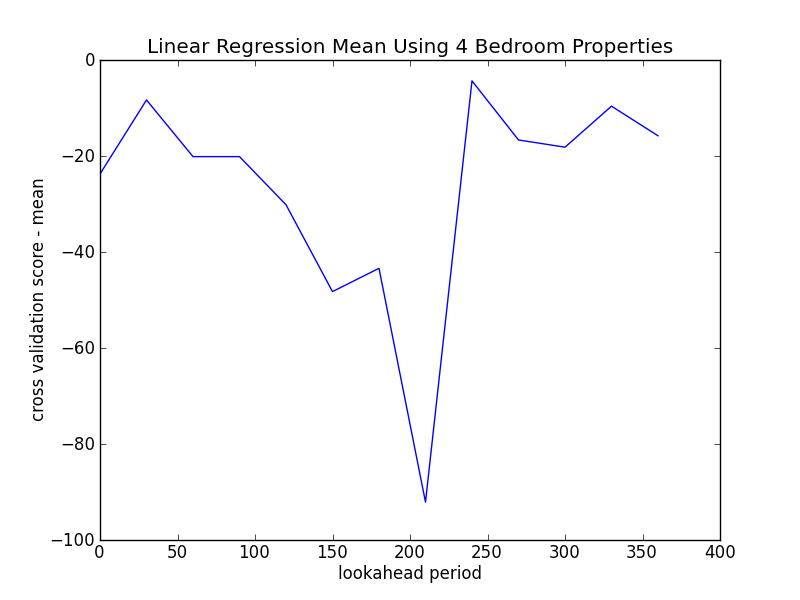 Linear Regression Mean Using 4 Bedroom Properties
cross validation score - mean
0
−20
−40
−60
−80
−100
0 50 100 150 200 250 300 350 400
lookahead period